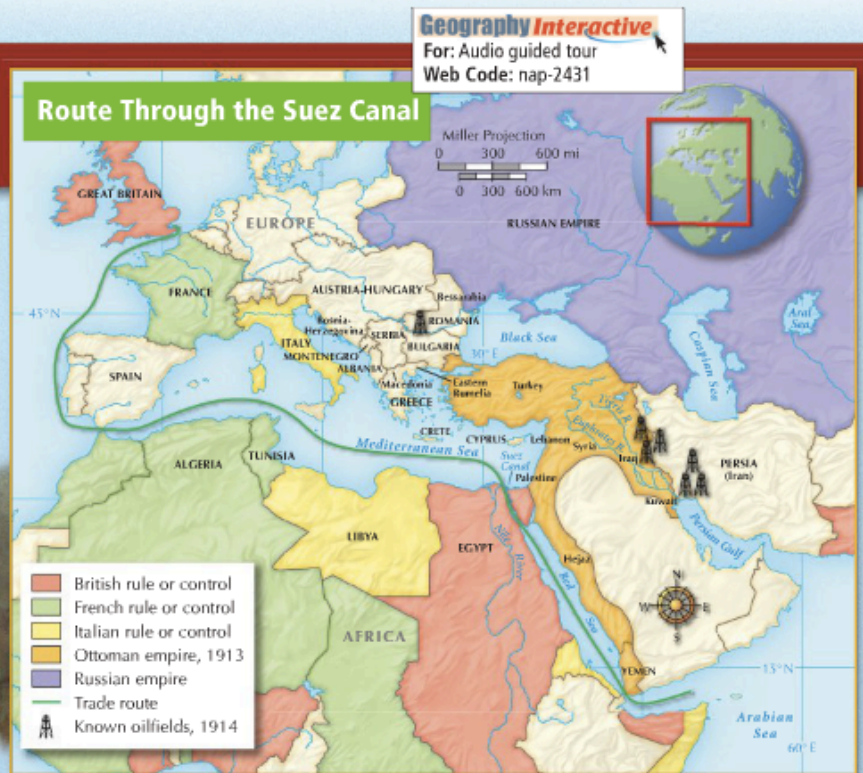 Geography Interactive
For: Audio guided tour
Web Code: nap-2431
Route Through the Suez Canal
Miller Projection
0 300 600 mi
0 300 600 km
GREAT BRITAIN
EUROPE
RUSSIAN EMPIRE
FRANCE
AUSTRIA-HUNGARY
Bessarabia
45°N
Aral
Sea
Bosnia-
Herzegovina
ROMANIA
SERBIA
ITALY
BULGARIA
Black Sea
Caspian Sea
MONTENEGRO
30°E
ALBANIA
SPAIN
Macedonia
Eastern
Rumelia
Turkey
GREECE
Tigris R.
Euphrates R.
CRETE
CYPRUS
Lebanon
Syria
Mediterranean Sea
ALGERIA
TUNISIA
Suez
Canal
Iraq
PERSIA
(Iran)
Palestine
Kuwait
LIBYA
EGYPT
Nile River
Persian Gulf
Hejaz
Red Sea
N
W E
S
British rule or control
French rule or control
Italian rule or control
Ottoman empire, 1913
Russian empire
Trade route
Known oilfields, 1914
AFRICA
YEMEN
15°N
Arabian
Sea
60°E